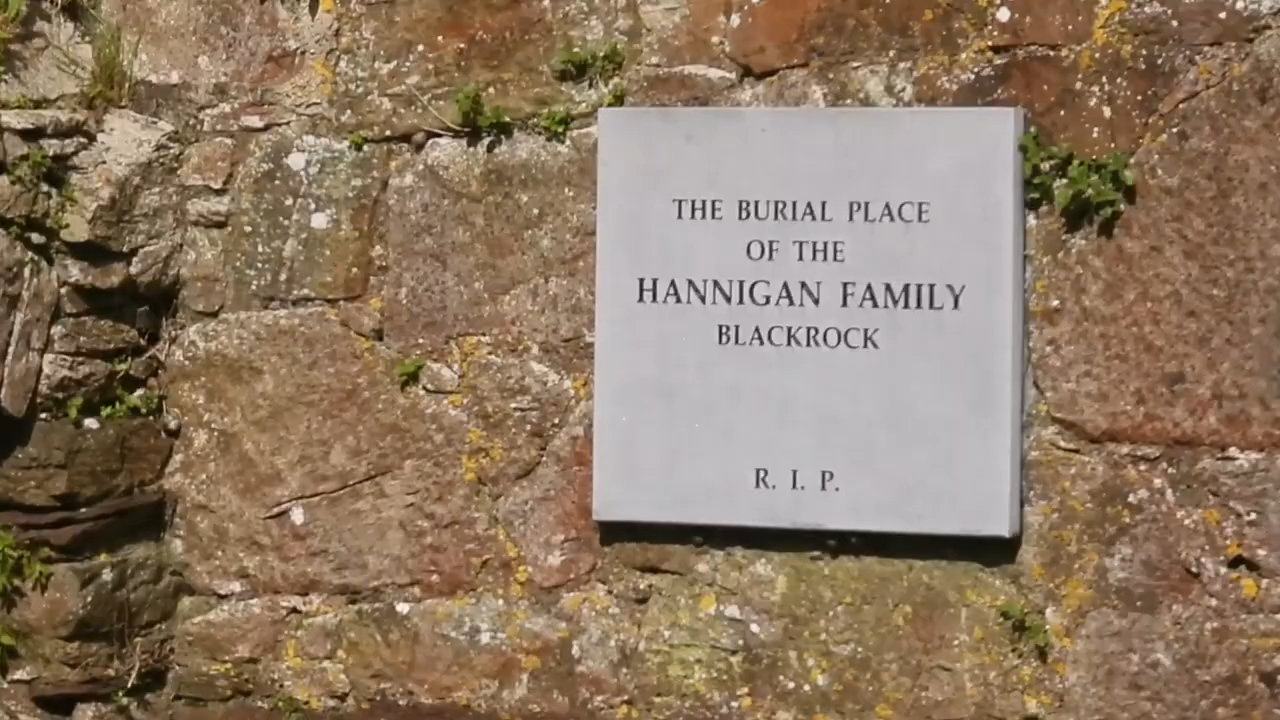 THE BURIAL PLACE
OF THE
HANNIGAN FAMILY
BLACKROCK
R. I. P.